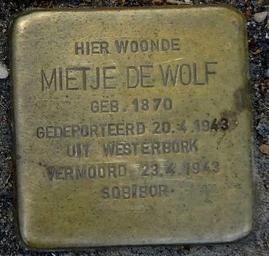 HIER WOONDE
MIETJE DE WOLF
GEB. 1870
GEDEPORTEERD 20.4.1943
UIT WESTERBORK
VERMOORD 23.4.1943
SOBIBOR